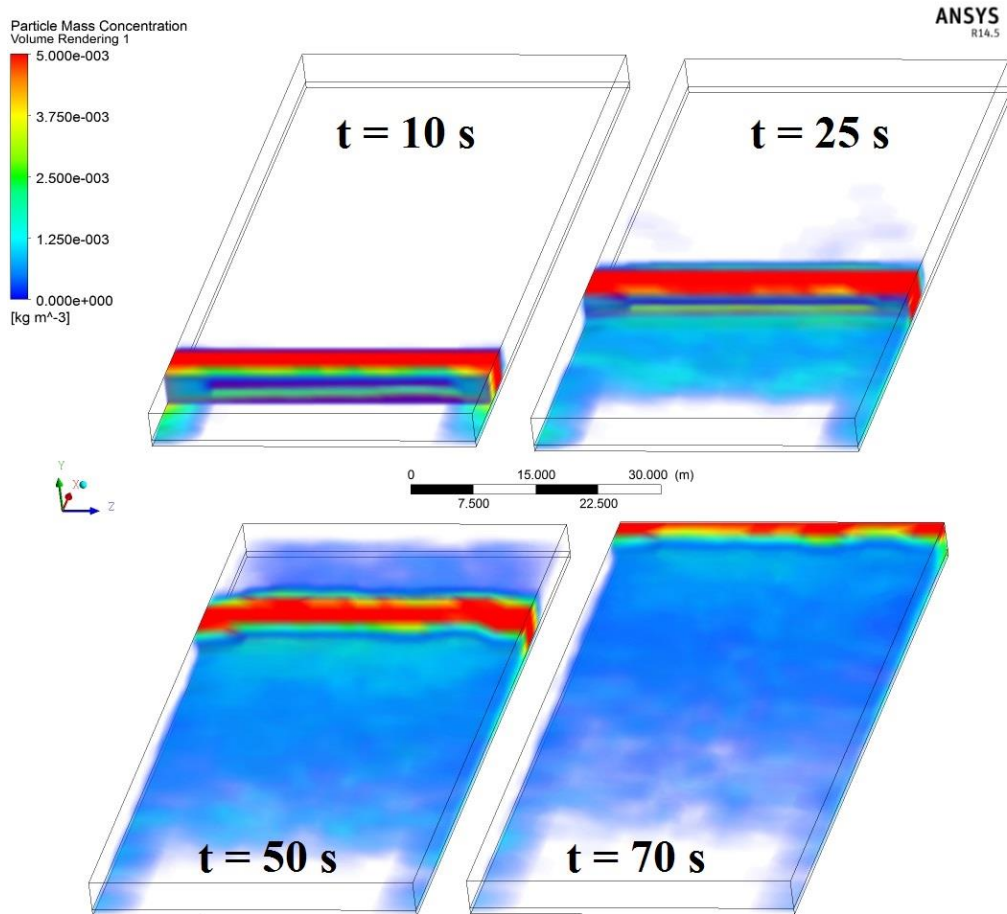 Particle Mass Concentration
Volume Rendering 1
5.000e-003
3.750e-003
2.500e-003
1.250e-003
0.000e+000
[kg m^-3]
ANSYS
R14.5
t = 10 s
t = 25 s
Y
X
Z
0 15.000 30.000 (m)
7.500 22.500
t = 50 s
t = 70 s